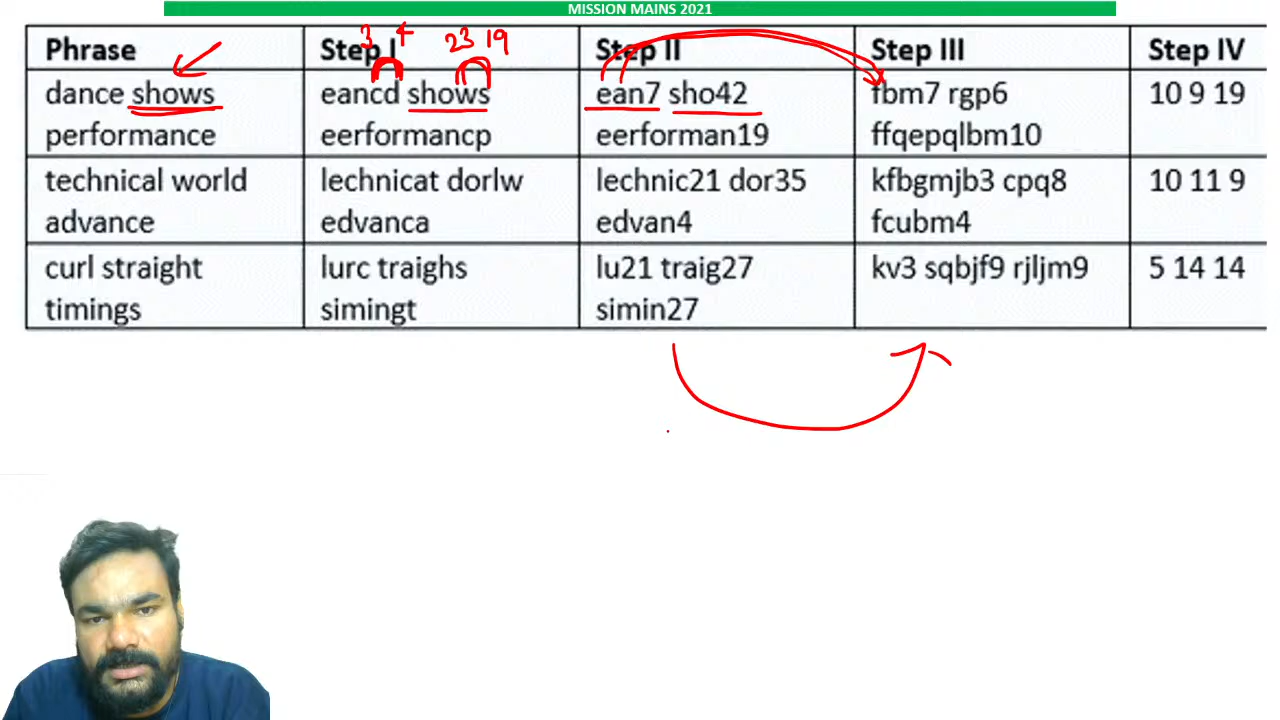 MISSION MAINS 2021
Phrase Step I Step II Step III Step IV
3 4 23 19
dance shows eancd shows ean7 sho42 fbm7 rgp6 10 9 19
performance eerformancp eerforman19 ffqepqlbm10
technical world lechnicat dorlw lechnic21 dor35 kfbgmjb3 cpq8 10 11 9
advance edvanca edvan4 fcubm4
curl straight lurc traighs lu21 traig27 kv3 sqbjf9 rjljm9 5 14 14
timings simingt simin27